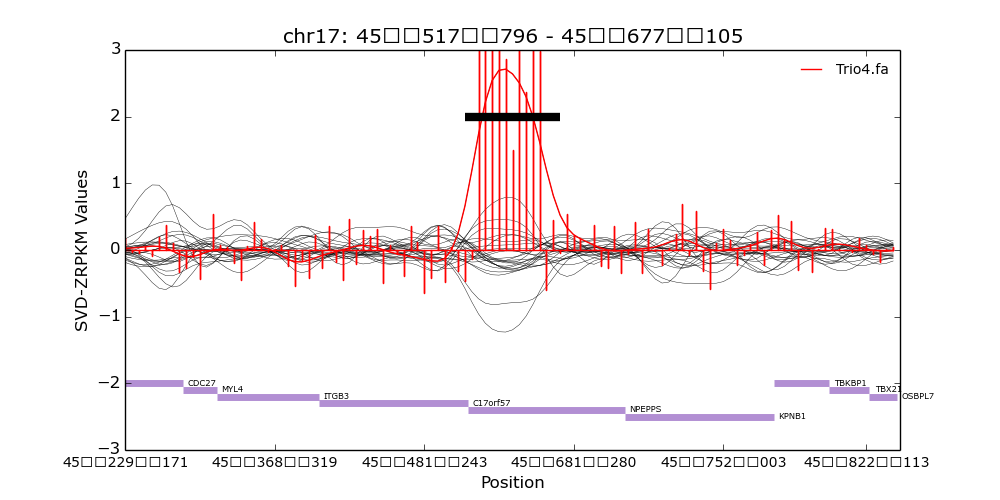 chr17: 45□□517□□796 - 45□□677□□105
Trio4.fa
SVD-ZRPKM Values
3
2
1
0
−1
−2
−3
CDC27
MYL4
ITGB3
C17orf57
NPEPPS
KPNB1
TBKBP1
TBX21
OSBPL7
45□□229□□171 45□□368□□319 45□□481□□243 45□□681□□280 45□□752□□003 45□□822□□113
Position